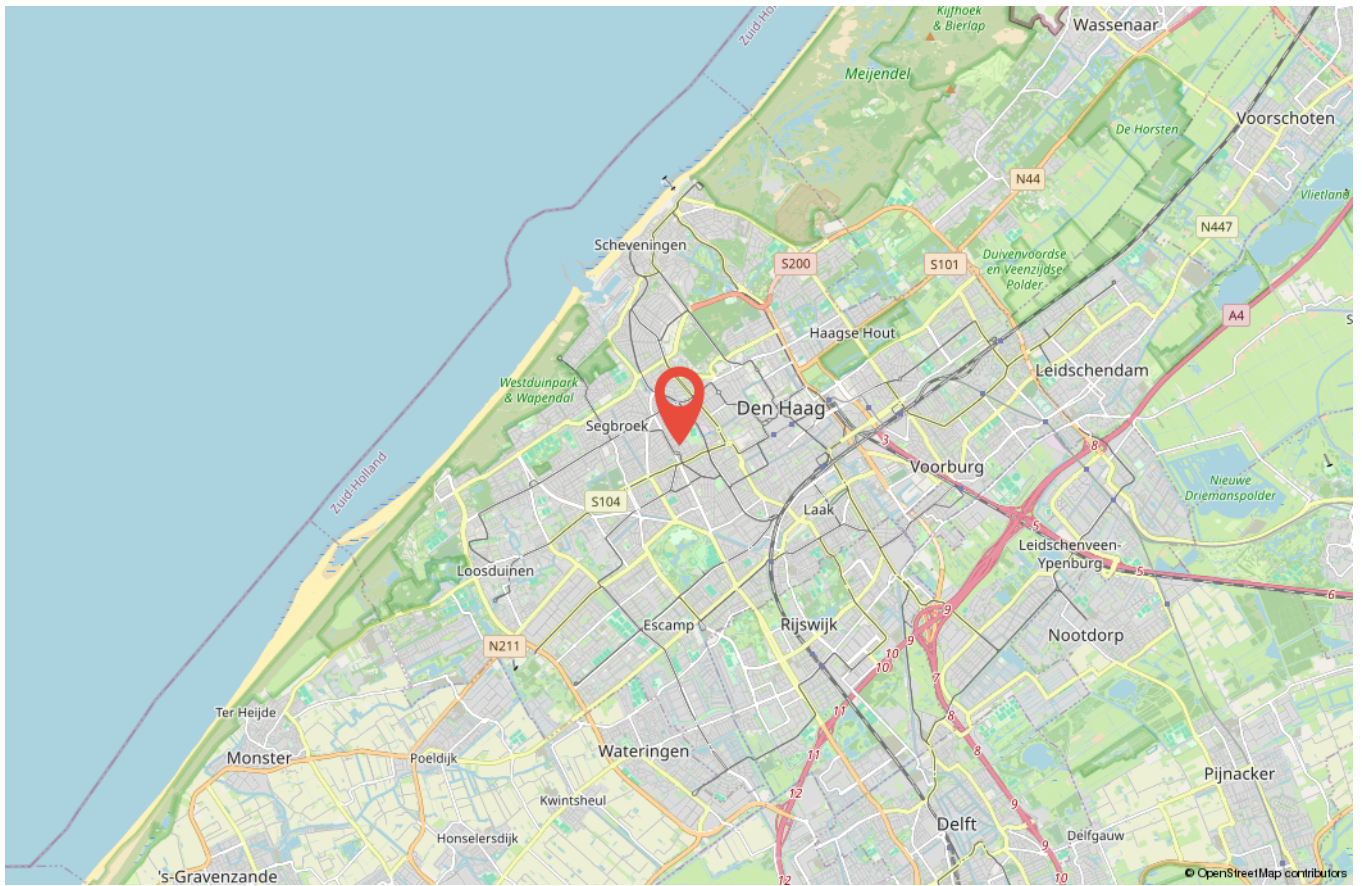 Kijfhoek
& Bierlap
Wassenaar
Zuid-Ho
Meijendel
De Horsten
Voorschoten
N44
Vlietland
N447
Scheveningen
S200
S101
Duivenvoordse
en Veenzijdse
Polder
A4
S
Haagse Hout
Leidschendam
Westduinpark
& Wapendal
Den Haag
Segbroek
3
8
Voorburg
Zuid-Holland
Nieuwe
Driemanspolder
S104
Laak
5
Leidschenveen-
Ypenburg
5
Loosduinen
6
9
9
Escamp
Rijswijk
Nootdorp
N211
10
10
7
Ter Heijde
11
8
Monster
Poeldijk
Wateringen
11
8
Pijnacker
12
Kwintsheul
9
Honselersdijk
Delft
Delfgauw
's-Gravenzande
12
10
© OpenStreetMap contributors